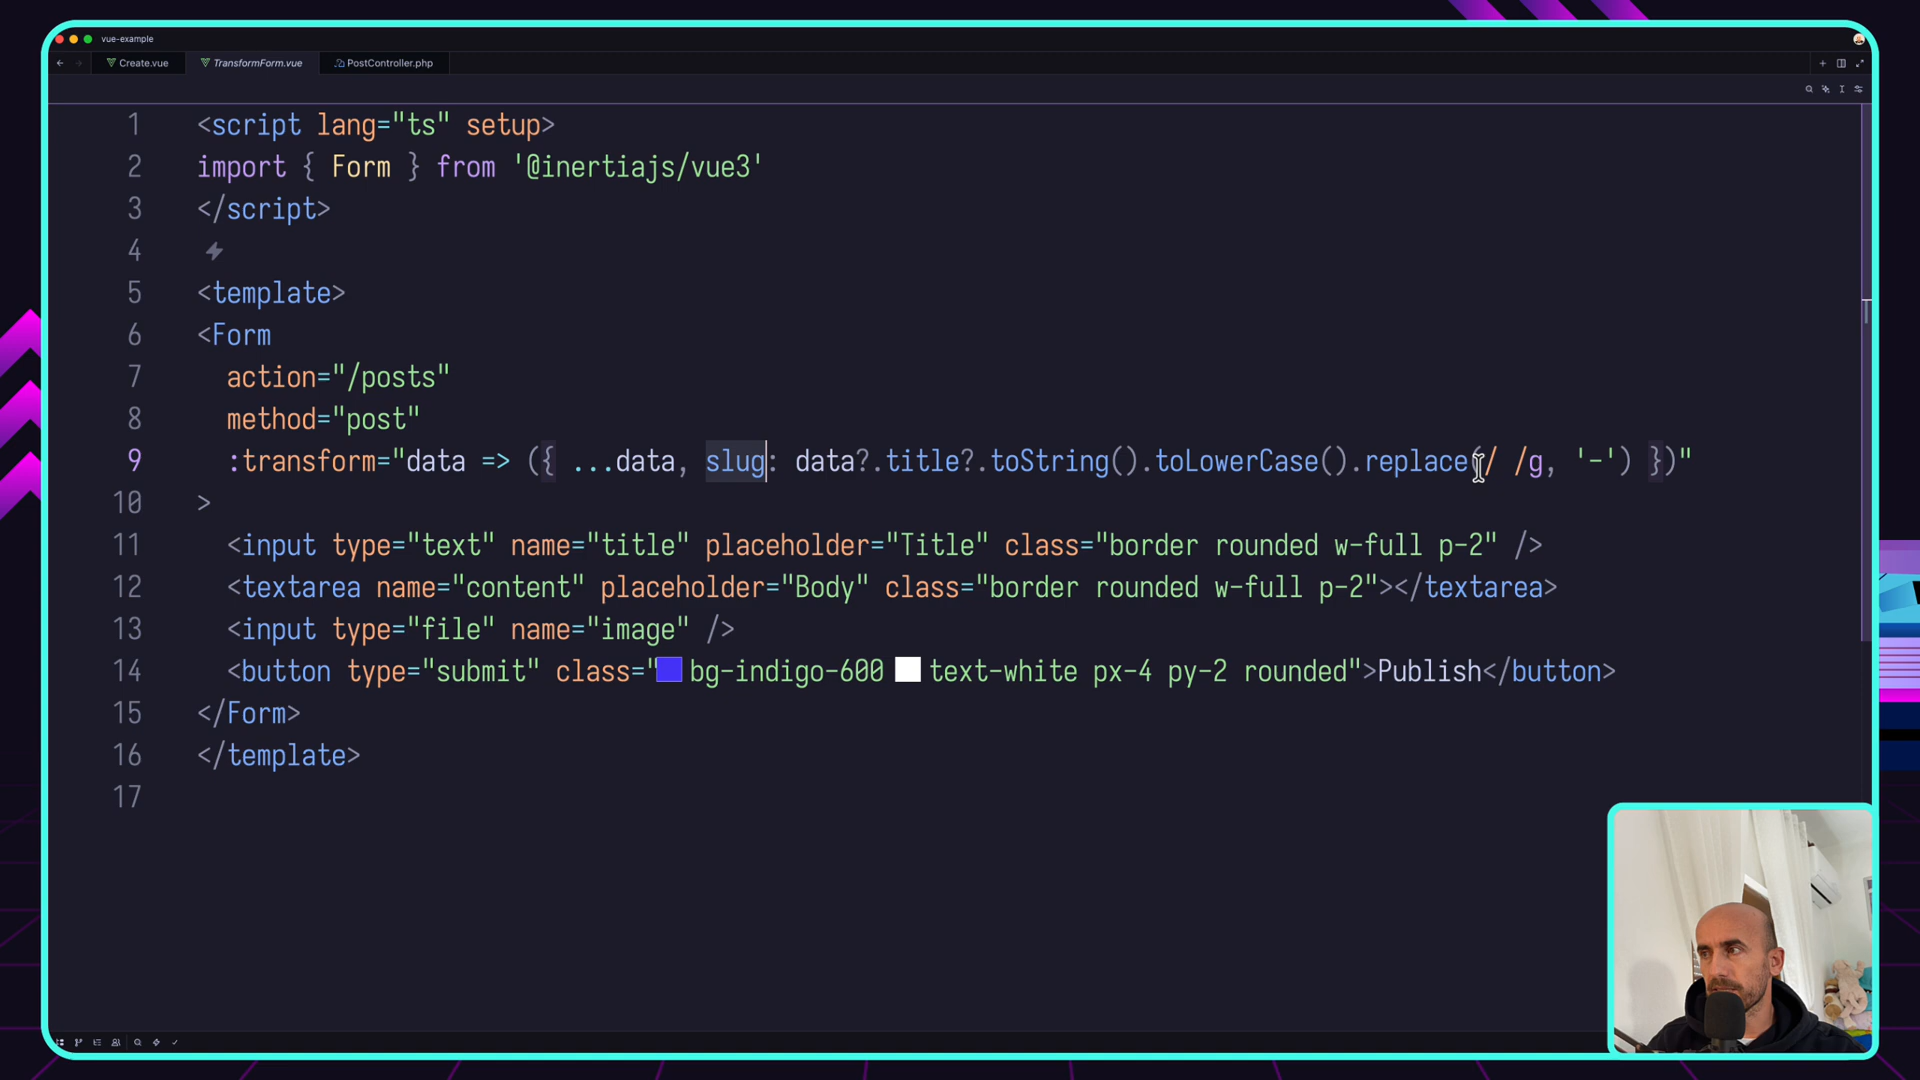 vue-example
Create.vue TransformForm.vue PostController.php
1 <script lang="ts" setup>
2 import { Form } from '@inertiajs/vue3'
3 </script>
4
5 <template>
6 <Form
7 action="/posts"
8 method="post"
9 :transform="data => ({ ...data, slug: data?.title?.toString().toLowerCase().replace(/ /g, '-') })"
10 >
11 <input type="text" name="title" placeholder="Title" class="border rounded w-full p-2" />
12 <textarea name="content" placeholder="Body" class="border rounded w-full p-2"></textarea>
13 <input type="file" name="image" />
14 <button type="submit" class="bg-indigo-600 text-white px-4 py-2 rounded">Publish</button>
15 </Form>
16 </template>
17